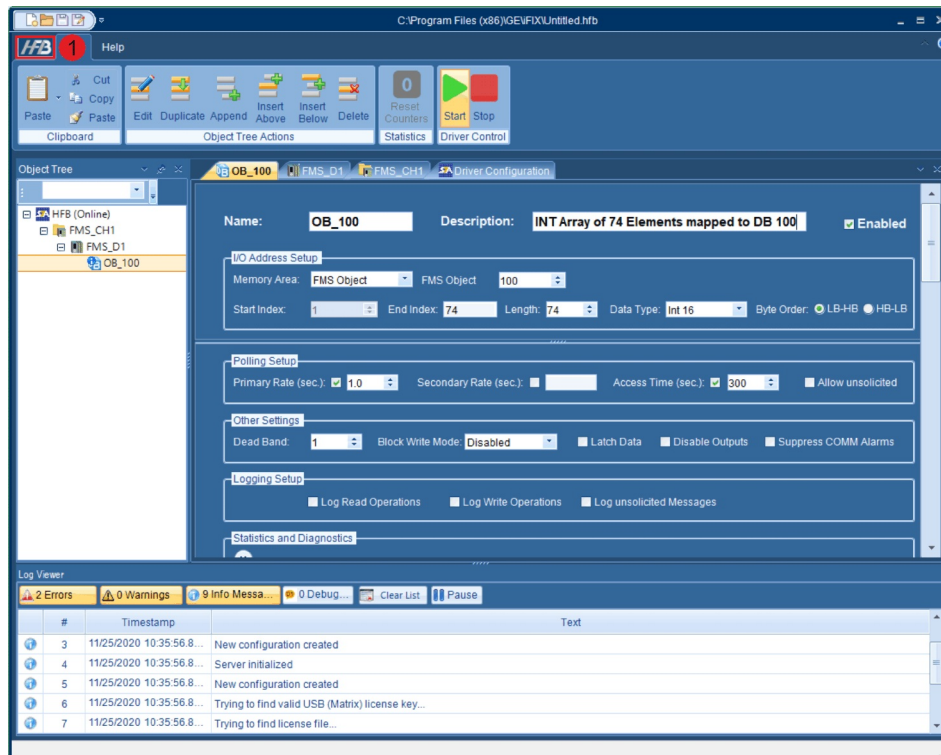 C:\Program Files (x86)\GE\iFIX\Untitled.hfb
HFB 1 Help
Paste Cut Copy Paste Edit Duplicate Append Insert Above Insert Below Delete 0 Reset Counters Start Stop
Clipboard Object Tree Actions Statistics Driver Control
Object Tree
OB_100 FMS_D1 FMS_CH1 Driver Configuration
HFB (Online)
FMS_CH1
FMS_D1
OB_100
Name: OB_100 Description: INT Array of 74 Elements mapped to DB 100 Enabled
I/O Address Setup
Memory Area: FMS Object FMS Object 100
Start Index: 1 End Index: 74 Length: 74 Data Type: Int 16 Byte Order: LB-HB HB-LB
Polling Setup
Primary Rate (sec.): 1.0 Secondary Rate (sec.): Access Time (sec.): 300 Allow unsolicited
Other Settings
Dead Band: 1 Block Write Mode: Disabled Latch Data Disable Outputs Suppress COMM Alarms
Logging Setup
Log Read Operations Log Write Operations Log unsolicited Messages
Statistics and Diagnostics
Log Viewer
2 Errors 0 Warnings 9 Info Messa... 0 Debug... Clear List Pause
# Timestamp Text
3 11/25/2020 10:35:56.8... New configuration created
4 11/25/2020 10:35:56.8... Server initialized
5 11/25/2020 10:35:56.8... New configuration created
6 11/25/2020 10:35:56.8... Trying to find valid USB (Matrix) license key...
7 11/25/2020 10:35:56.8... Trying to find license file...